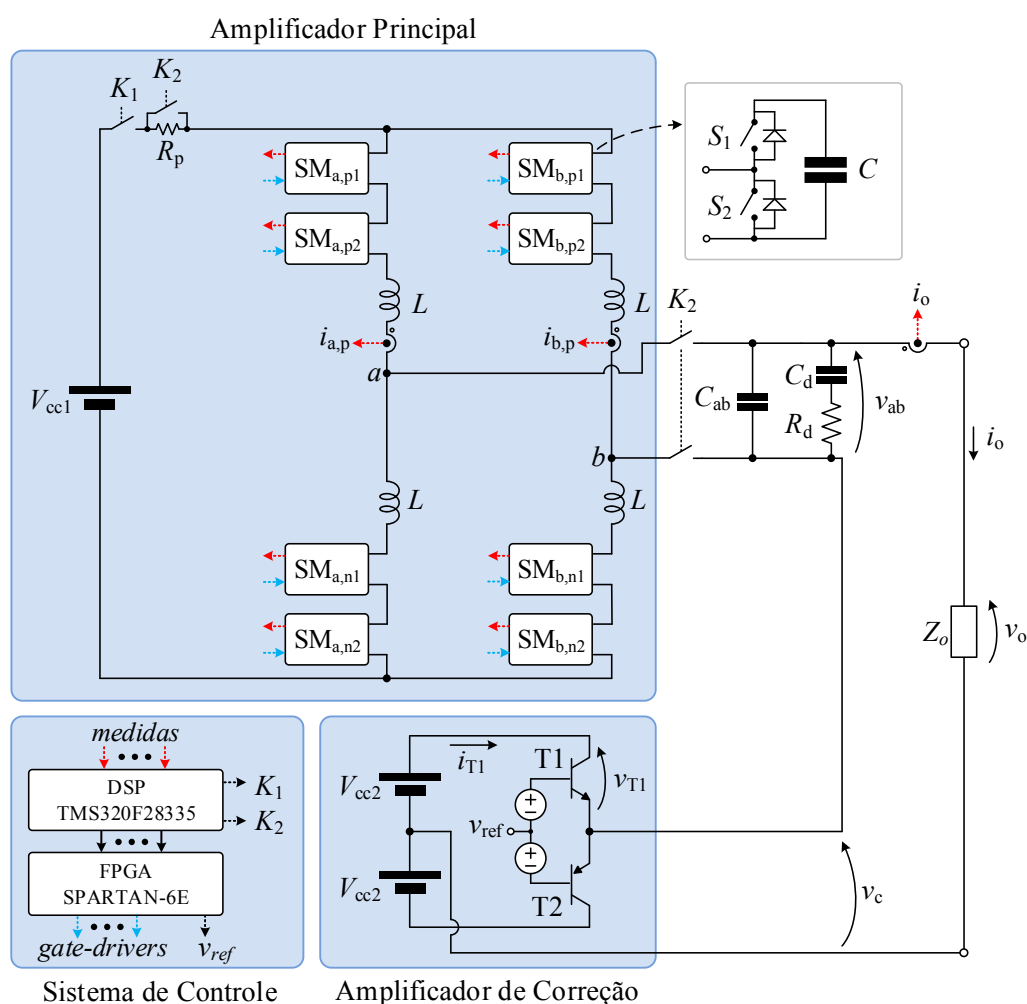 Amplificador Principal
K1
K2
Rp
SMa,p1
SMb,p1
S1
S2
C
SMa,p2
SMb,p2
L
L
K2
io
ia,p
ib,p
a
Vcc1
Cab
Cd
Rd
vab
io
b
L
L
SMa,n1
SMb,n1
SMa,n2
SMb,n2
Zo
vo
medidas
DSP
TMS320F28335
K1
K2
FPGA
SPARTAN-6E
gate-drivers
vref
Sistema de Controle
iT1
T1
vT1
Vcc2
vref
Vcc2
T2
vc
Amplificador de Correção